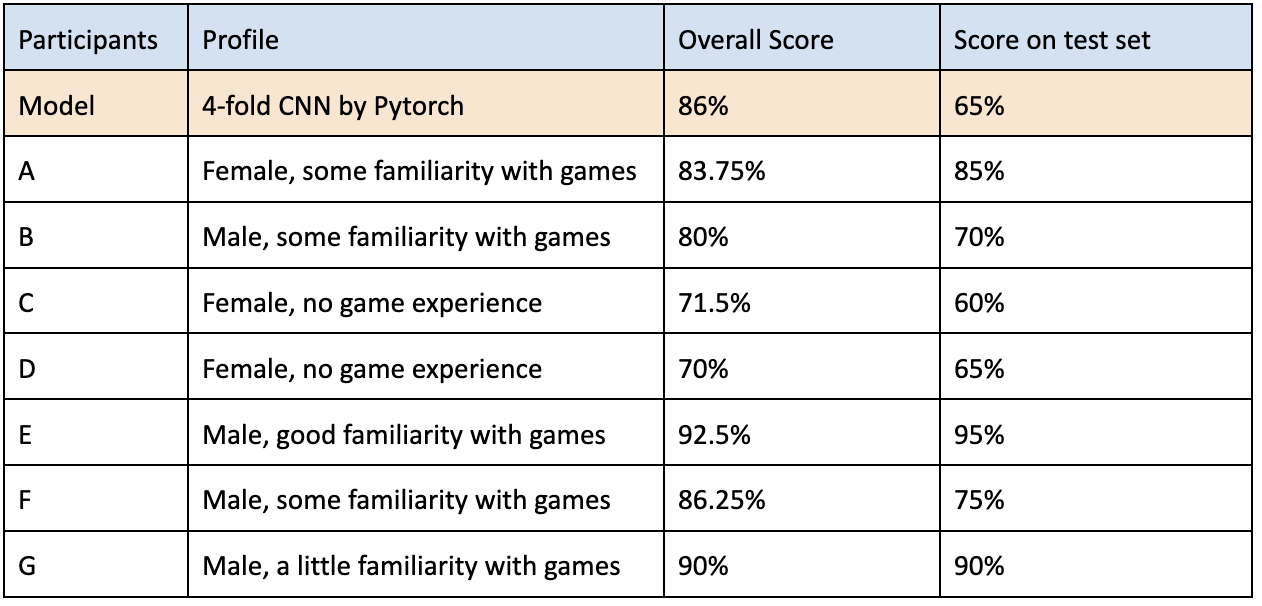 Participants Profile Overall Score Score on test set
Model 4-fold CNN by Pytorch 86% 65%
A Female, some familiarity with games 83.75% 85%
B Male, some familiarity with games 80% 70%
C Female, no game experience 71.5% 60%
D Female, no game experience 70% 65%
E Male, good familiarity with games 92.5% 95%
F Male, some familiarity with games 86.25% 75%
G Male, a little familiarity with games 90% 90%